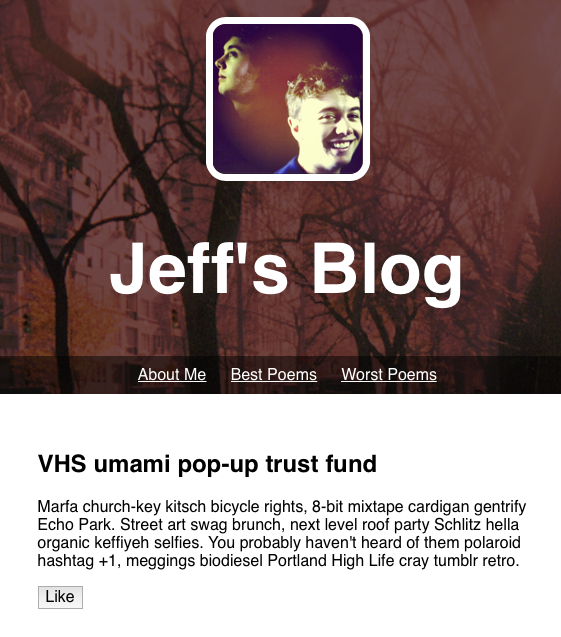 Jeff's Blog
About Me Best Poems Worst Poems
VHS umami pop-up trust fund
Marfa church-key kitsch bicycle rights, 8-bit mixtape cardigan gentrify
Echo Park. Street art swag brunch, next level roof party Schlitz hella
organic keffiyeh selfies. You probably haven't heard of them polaroid
hashtag +1, meggings biodiesel Portland High Life cray tumblr retro.
Like